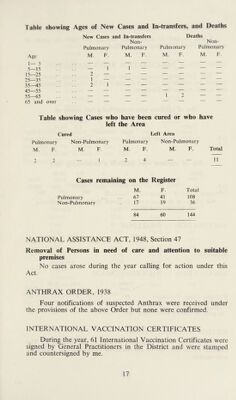 Table showing Ages of New Cases and In-transfers, and Deaths
New Cases and In-transfers Deaths
Non- Non-
Pulmonary Pulmonary Pulmonary Pulmonary
Age M. F. M. F. M. F. M. F.
1— 5 .. .. — — — — — — — —
5—15 .. .. — 1 1 — — — — —
15—25 .. .. 2 — — — — — — —
25—35 .. .. 1 — — — — — — —
35—45 .. .. 2 1 — — — — — —
45—55 .. .. — — — — — — — —
55—65 .. .. — — — — 1 2 — —
65 and over
Table showing Cases who have been cured or who have
left the Area
Cured Left Area
Pulmonary Non-Pulmonary Pulmonary Non-Pulmonary
M. F. M. F. M. F. M. F. Total
2 2 — 1 2 4 — — 11
Cases remaining on the Register
M. F. Total
Pulmonary 67 41 108
Non-Pulmonary 17 19 36
84 60 144
NATIONAL ASSISTANCE ACT, 1948, Section 47
Removal of Persons in need of care and attention to suitable
premises
No cases arose during the year calling for action under this
Act.
ANTHRAX ORDER, 1938
Four notifications of suspected Anthrax were received under
the provisions of the above Order but none were confirmed.
INTERNATIONAL VACCINATION CERTIFICATES
During the year, 61 International Vaccination Certificates were
signed by General Practitioners in the District and were stamped
and countersigned by me.
17